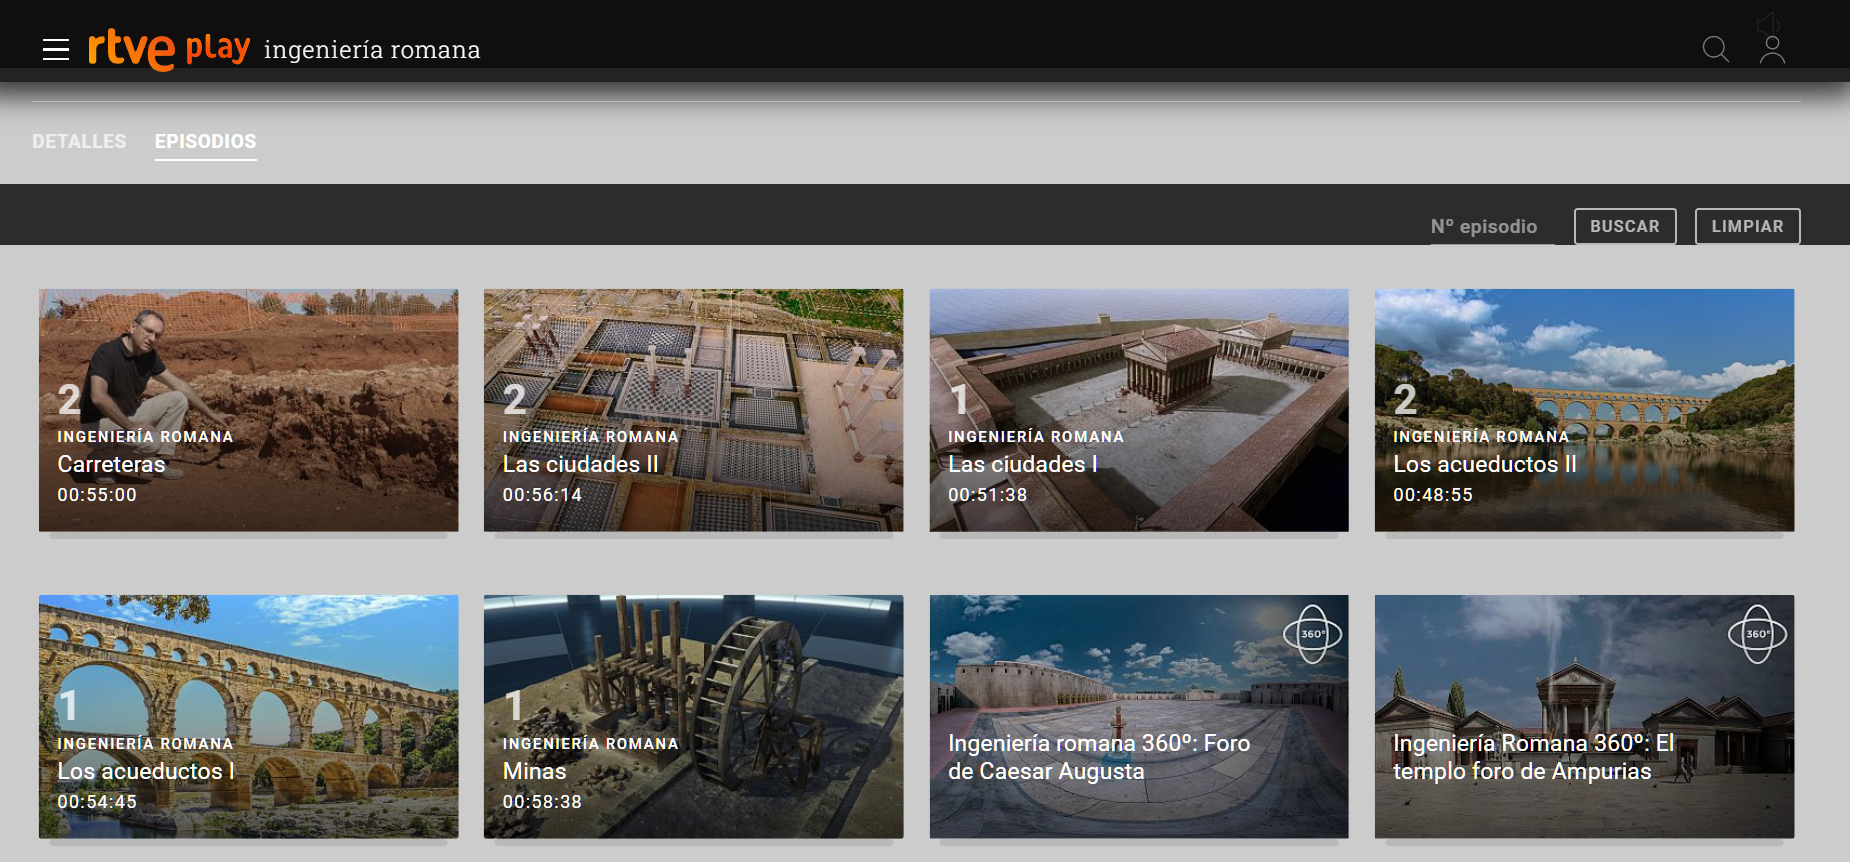 rtve play ingeniería romana
DETALLES EPISODIOS
Nº episodio BUSCAR LIMPIAR
2
INGENIERÍA ROMANA
Carreteras
00:55:00
2
INGENIERÍA ROMANA
Las ciudades II
00:56:14
1
INGENIERÍA ROMANA
Las ciudades I
00:51:38
2
INGENIERÍA ROMANA
Los acueductos II
00:48:55
1
INGENIERÍA ROMANA
Los acueductos I
00:54:45
1
INGENIERÍA ROMANA
Minas
00:58:38
360º
Ingeniería romana 360º: Foro
de Caesar Augusta
360º
Ingeniería Romana 360º: El
templo foro de Ampurias